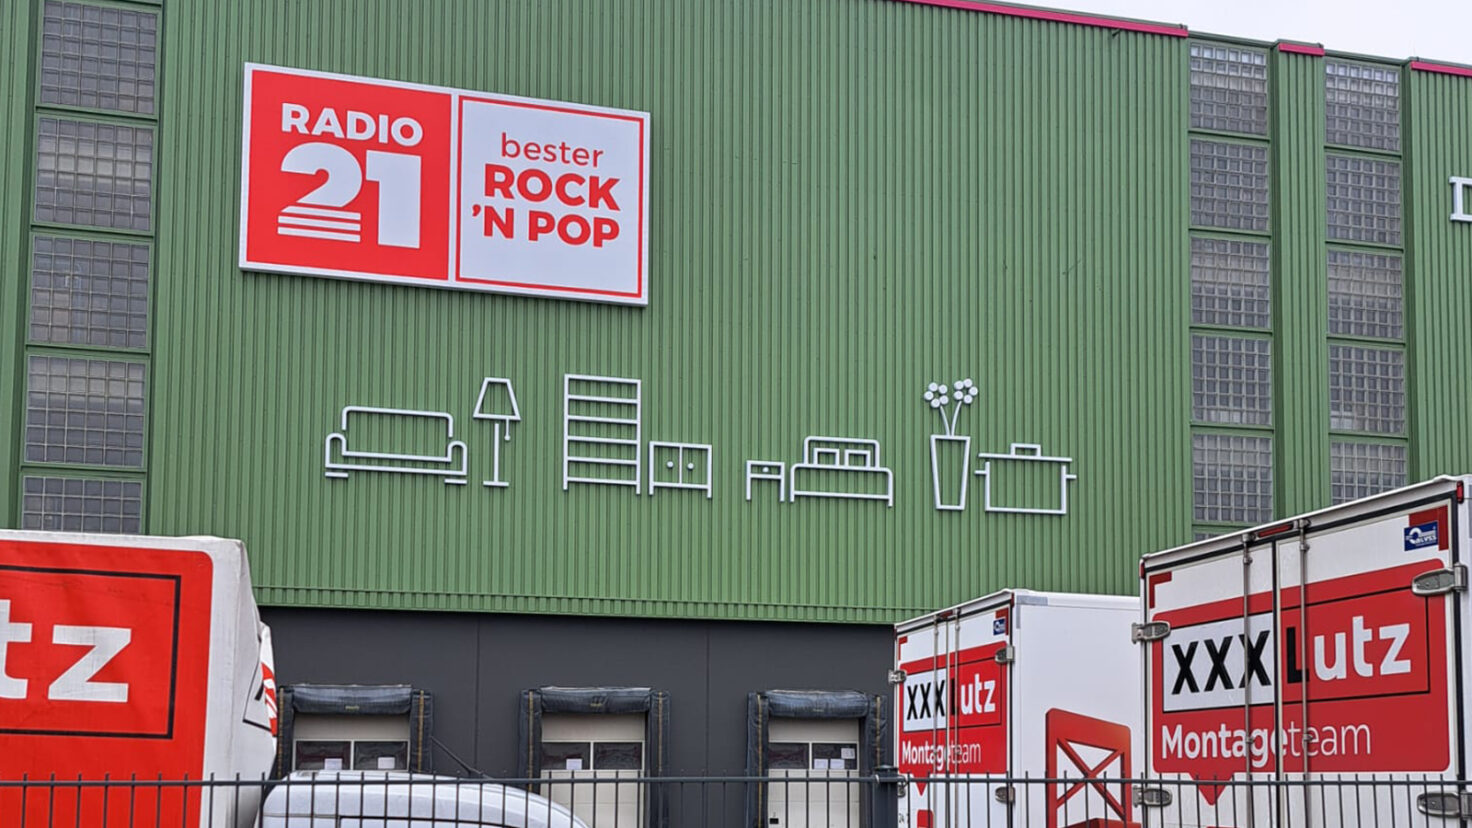 RADIO
21
bester
ROCK
'N POP
tz
XXXLutz
Montageteam
XXXLutz
Montageteam